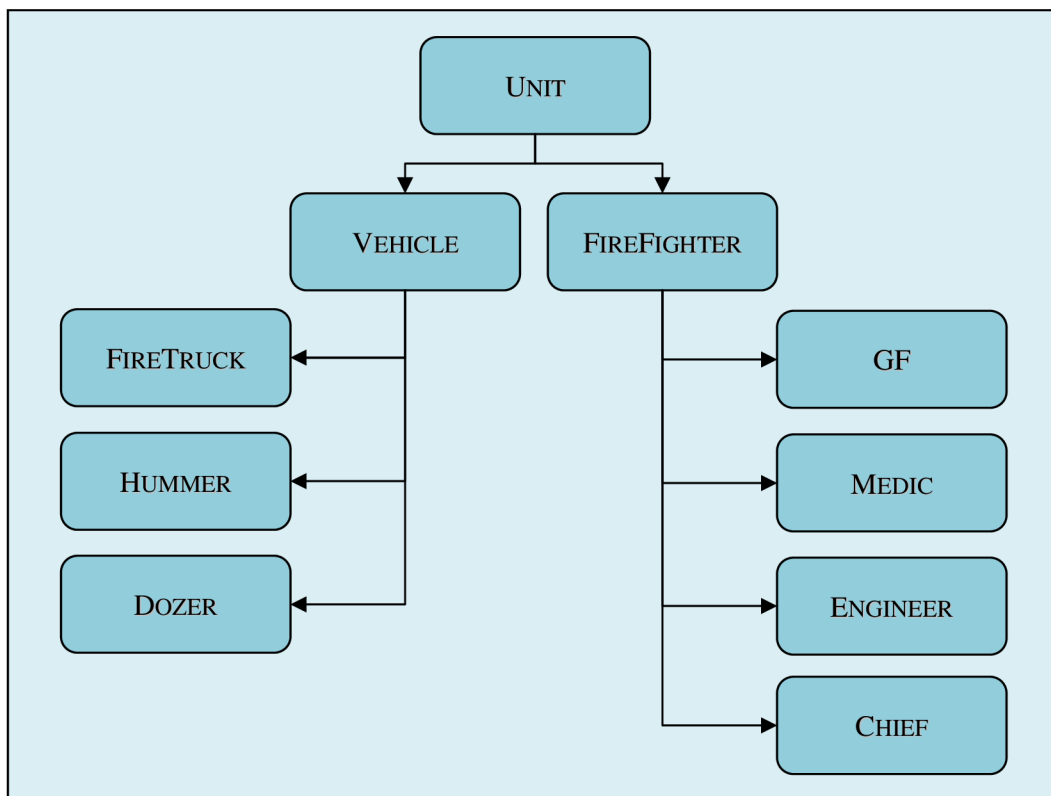 UNIT
VEHICLE
FIREFIGHTER
FIRETRUCK
HUMMER
DOZER
GF
MEDIC
ENGINEER
CHIEF